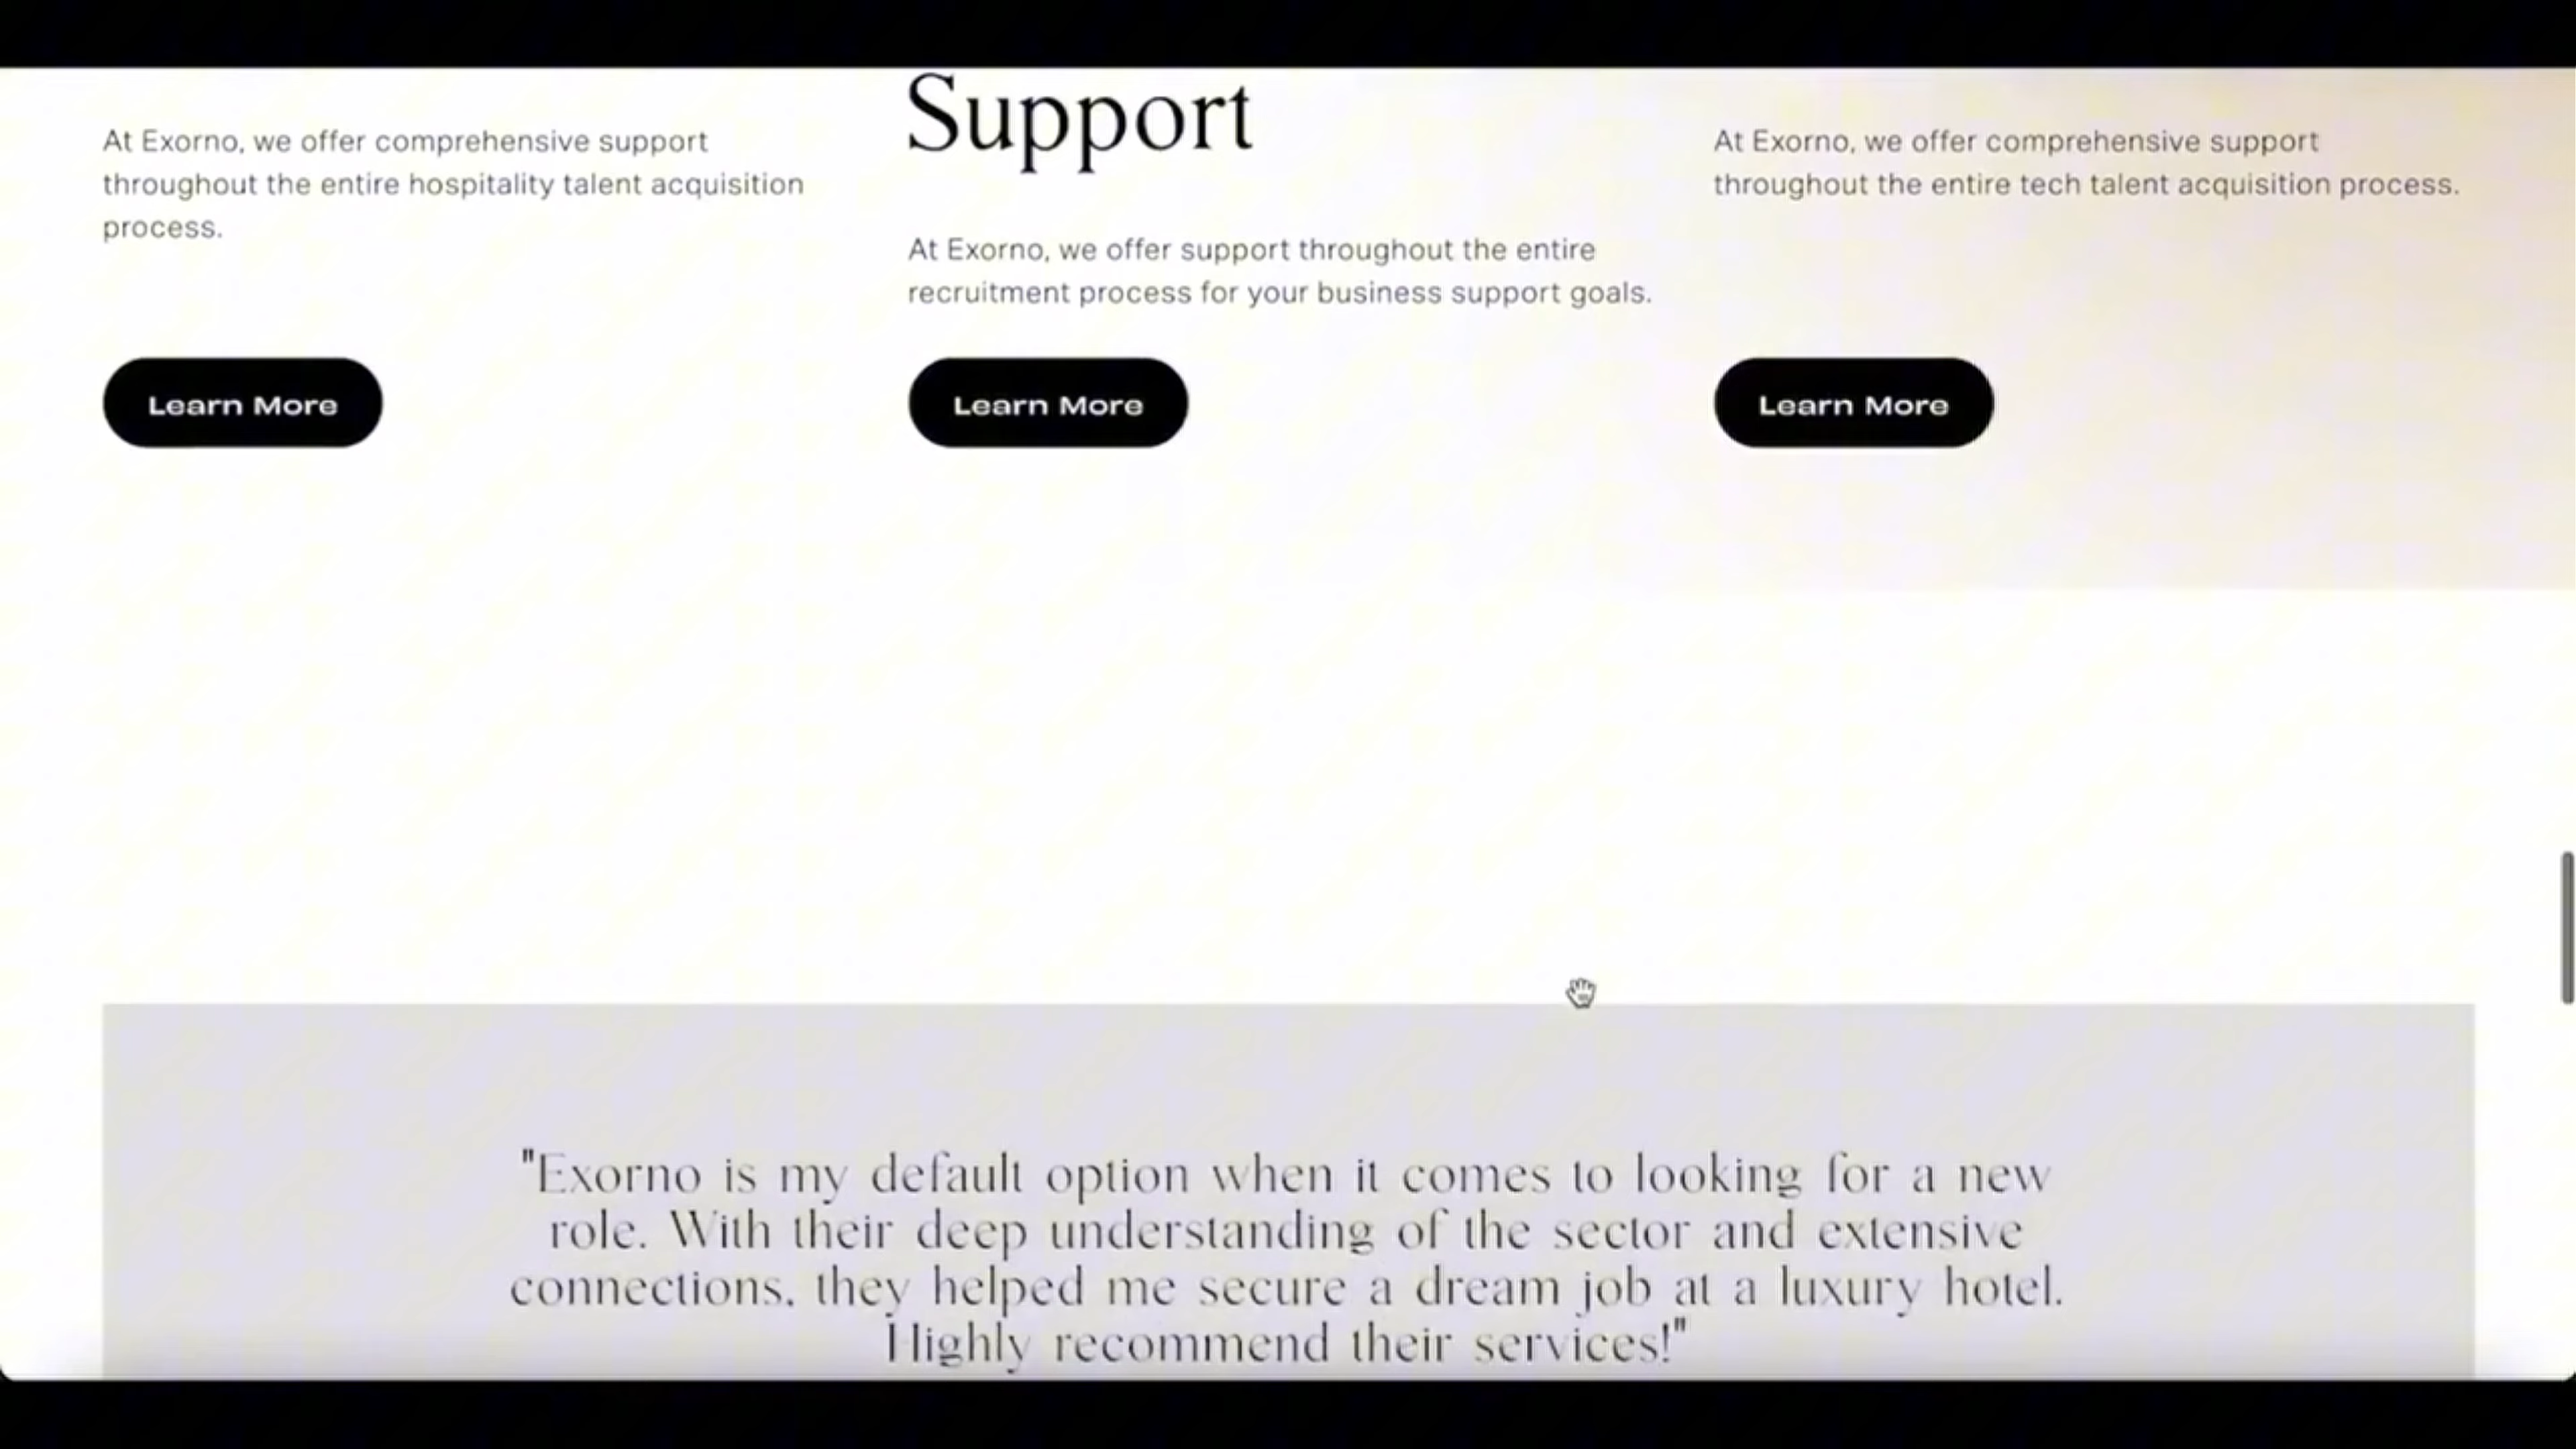 At Exorno, we offer comprehensive support
throughout the entire hospitality talent acquisition
process.
Learn More
Support
At Exorno, we offer support throughout the entire
recruitment process for your business support goals.
Learn More
At Exorno, we offer comprehensive support
throughout the entire tech talent acquisition process.
Learn More
"Exorno is my default option when it comes to looking for a new
role. With their deep understanding of the sector and extensive
connections, they helped me secure a dream job at a luxury hotel.
Highly recommend their services!"